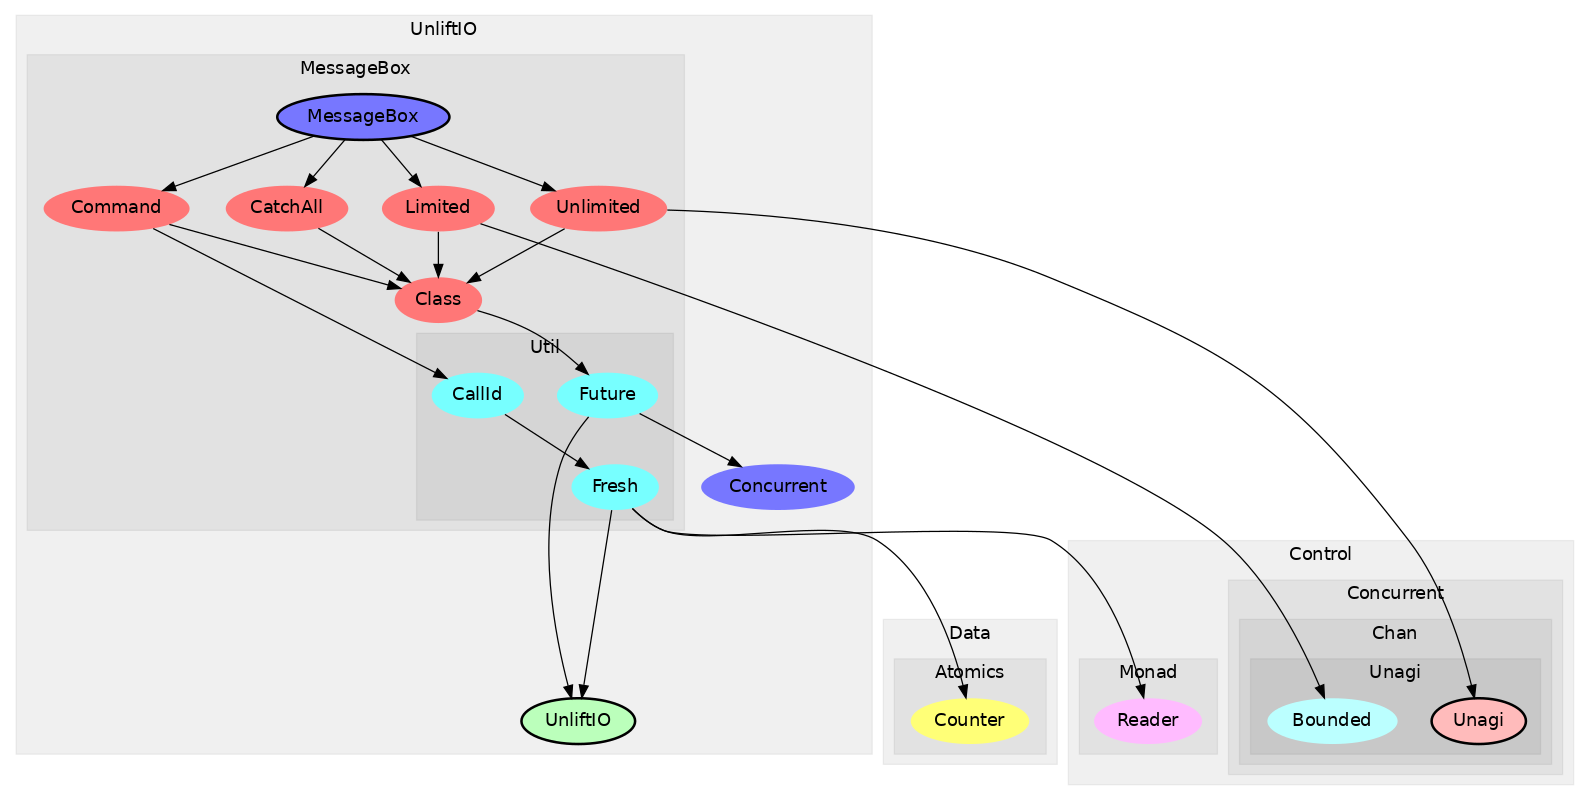 UnliftIO
MessageBox
MessageBox
Command
CatchAll
Limited
Unlimited
Class
Util
CallId
Future
Fresh
Concurrent
Control
Concurrent
Data
Chan
Atomics
Monad
Unagi
UnliftIO
Counter
Reader
Bounded
Unagi